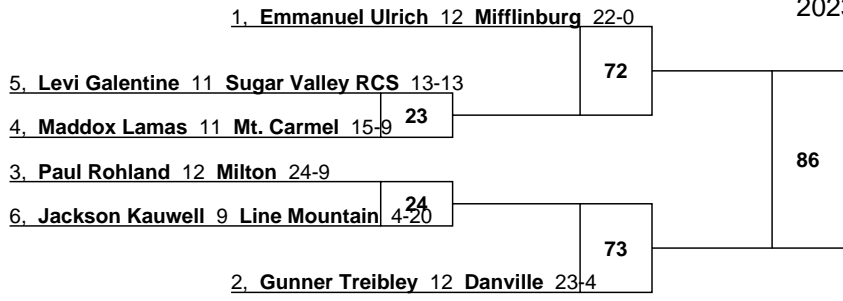 2023
1, Emmanuel Ulrich 12 Mifflinburg 22-0
72
5, Levi Galentine 11 Sugar Valley RCS 13-13
23
4, Maddox Lamas 11 Mt. Carmel 15-9
3, Paul Rohland 12 Milton 24-9
86
24
6, Jackson Kauwell 9 Line Mountain 4-20
73
2, Gunner Treibley 12 Danville 23-4